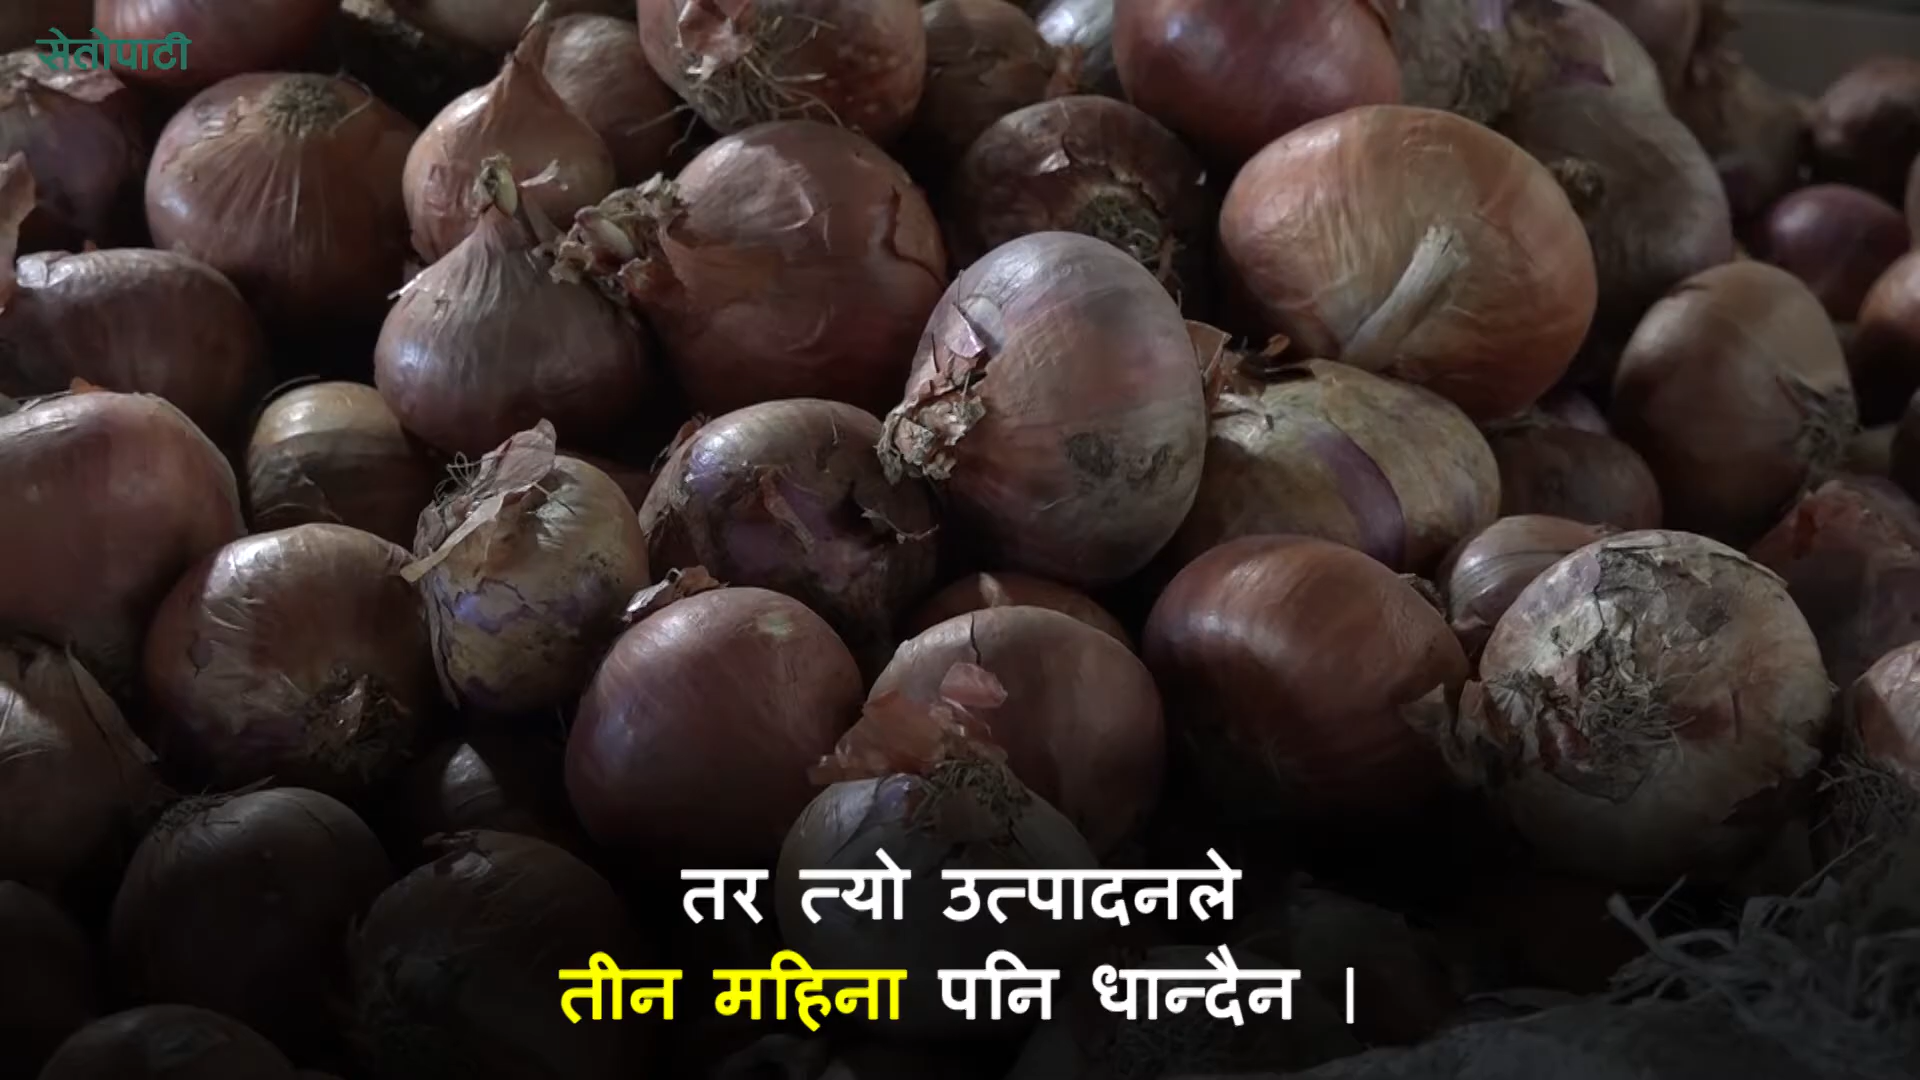 सेतोपाटी
तर त्यो उत्पादनले
तीन महिना पनि धान्दैन ।